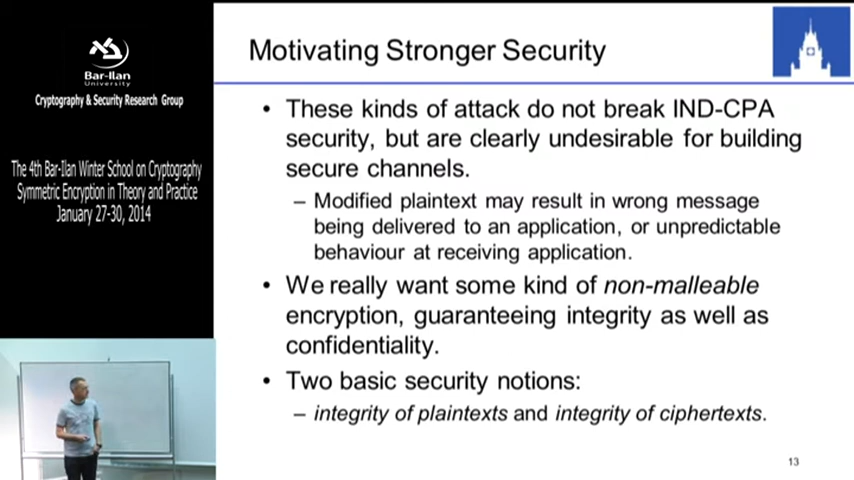 Bar-Ilan
University
Cryptography & Security Research Group
The 4th Bar-Ilan Winter School on Cryptography
Symmetric Encryption in Theory and Practice
January 27-30, 2014
Motivating Stronger Security
• These kinds of attack do not break IND-CPA
security, but are clearly undesirable for building
secure channels.
– Modified plaintext may result in wrong message
being delivered to an application, or unpredictable
behaviour at receiving application.
• We really want some kind of non-malleable
encryption, guaranteeing integrity as well as
confidentiality.
• Two basic security notions:
– integrity of plaintexts and integrity of ciphertexts.
13